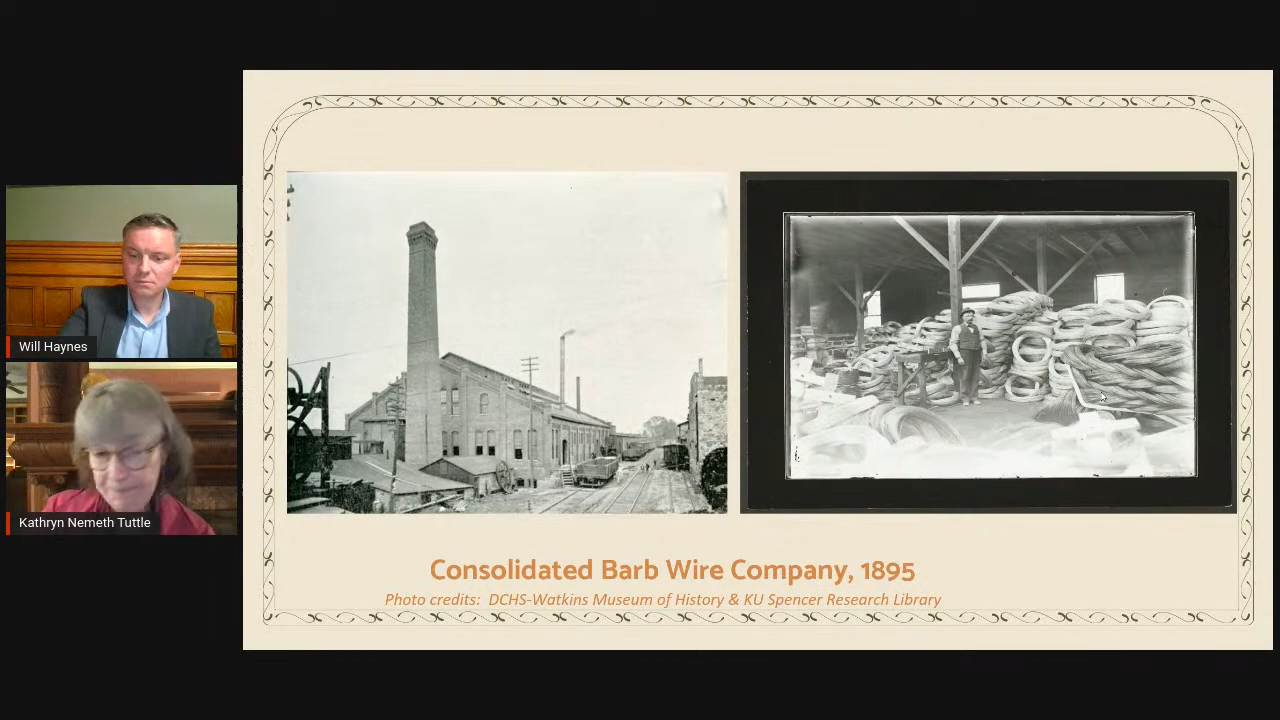 Will Haynes
Kathryn Nemeth Tuttle
Consolidated Barb Wire Company, 1895
Photo credits: DCHS-Watkins Museum of History & KU Spencer Research Library